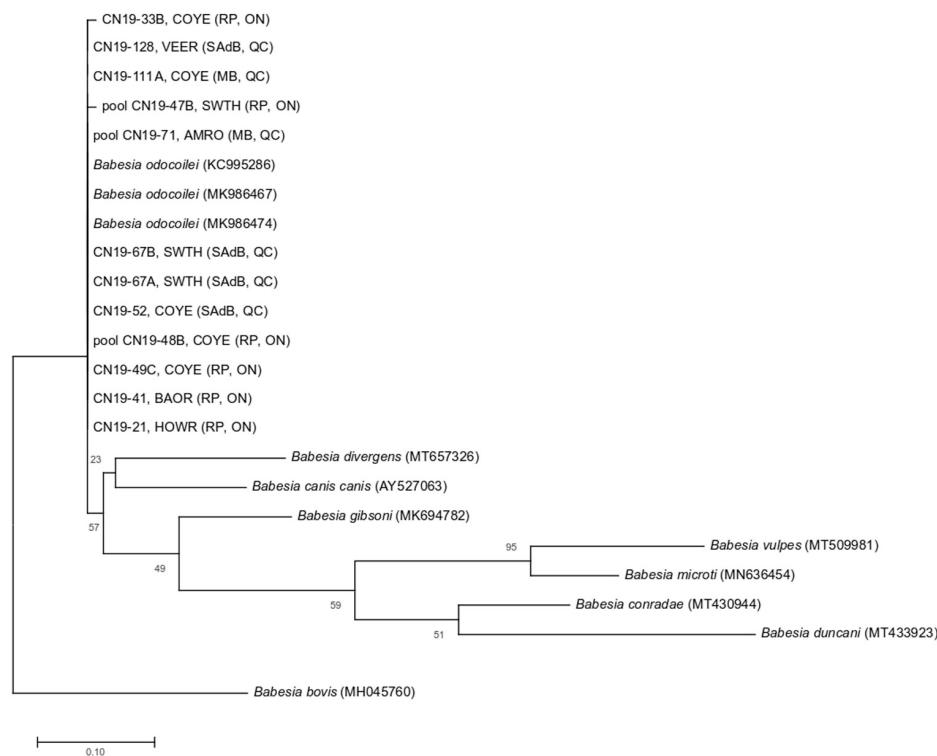 CN19-33B, COYE (RP, ON)
CN19-128, VEER (SAdB, QC)
CN19-111A, COYE (MB, QC)
pool CN19-47B, SWTH (RP, ON)
pool CN19-71, AMRO (MB, QC)
Babesia odocoilei (KC995286)
Babesia odocoilei (MK986467)
Babesia odocoilei (MK986474)
CN19-67B, SWTH (SAdB, QC)
CN19-67A, SWTH (SAdB, QC)
CN19-52, COYE (SAdB, QC)
pool CN19-48B, COYE (RP, ON)
CN19-49C, COYE (RP, ON)
CN19-41, BAOR (RP, ON)
CN19-21, HOWR (RP, ON)
23
Babesia divergens (MT657326)
Babesia canis canis (AY527063)
57
Babesia gibsoni (MK694782)
95
Babesia vulpes (MT509981)
49
Babesia microti (MN636454)
59
Babesia conradae (MT430944)
51
Babesia duncani (MT433923)
Babesia bovis (MH045760)
0.10